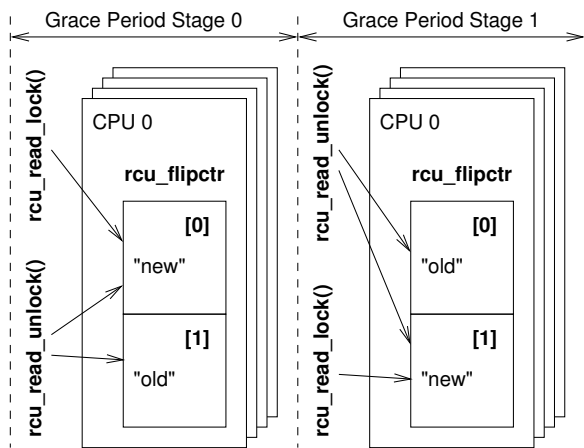 Grace Period Stage 0
Grace Period Stage 1
rcu_read_lock()
rcu_read_unlock()
CPU 0
rcu_flipctr
[0]
"new"
[1]
"old"
rcu_read_unlock()
rcu_read_lock()
CPU 0
rcu_flipctr
[0]
"old"
[1]
"new"